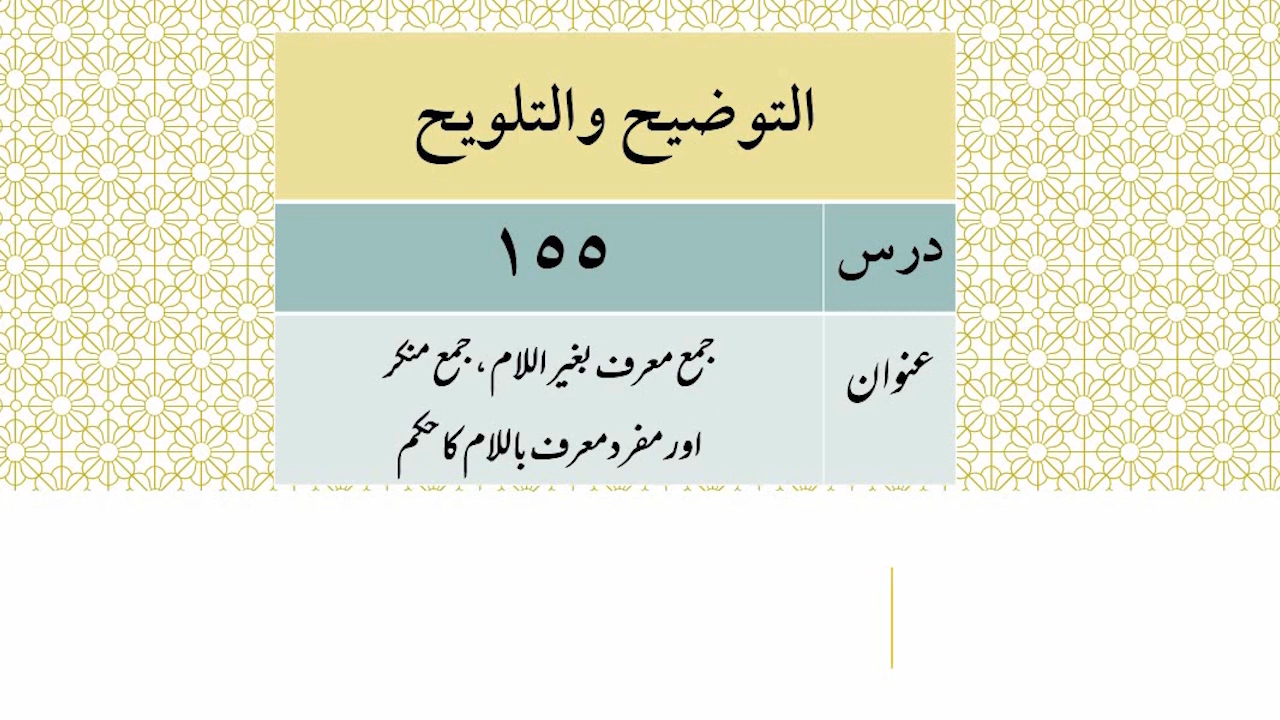 التوضيح والتلويح
درس ١٥٥
عنوان جمع معرف بغیر اللام، جمع منکر
اور مفرد معرف باللام کا حکم